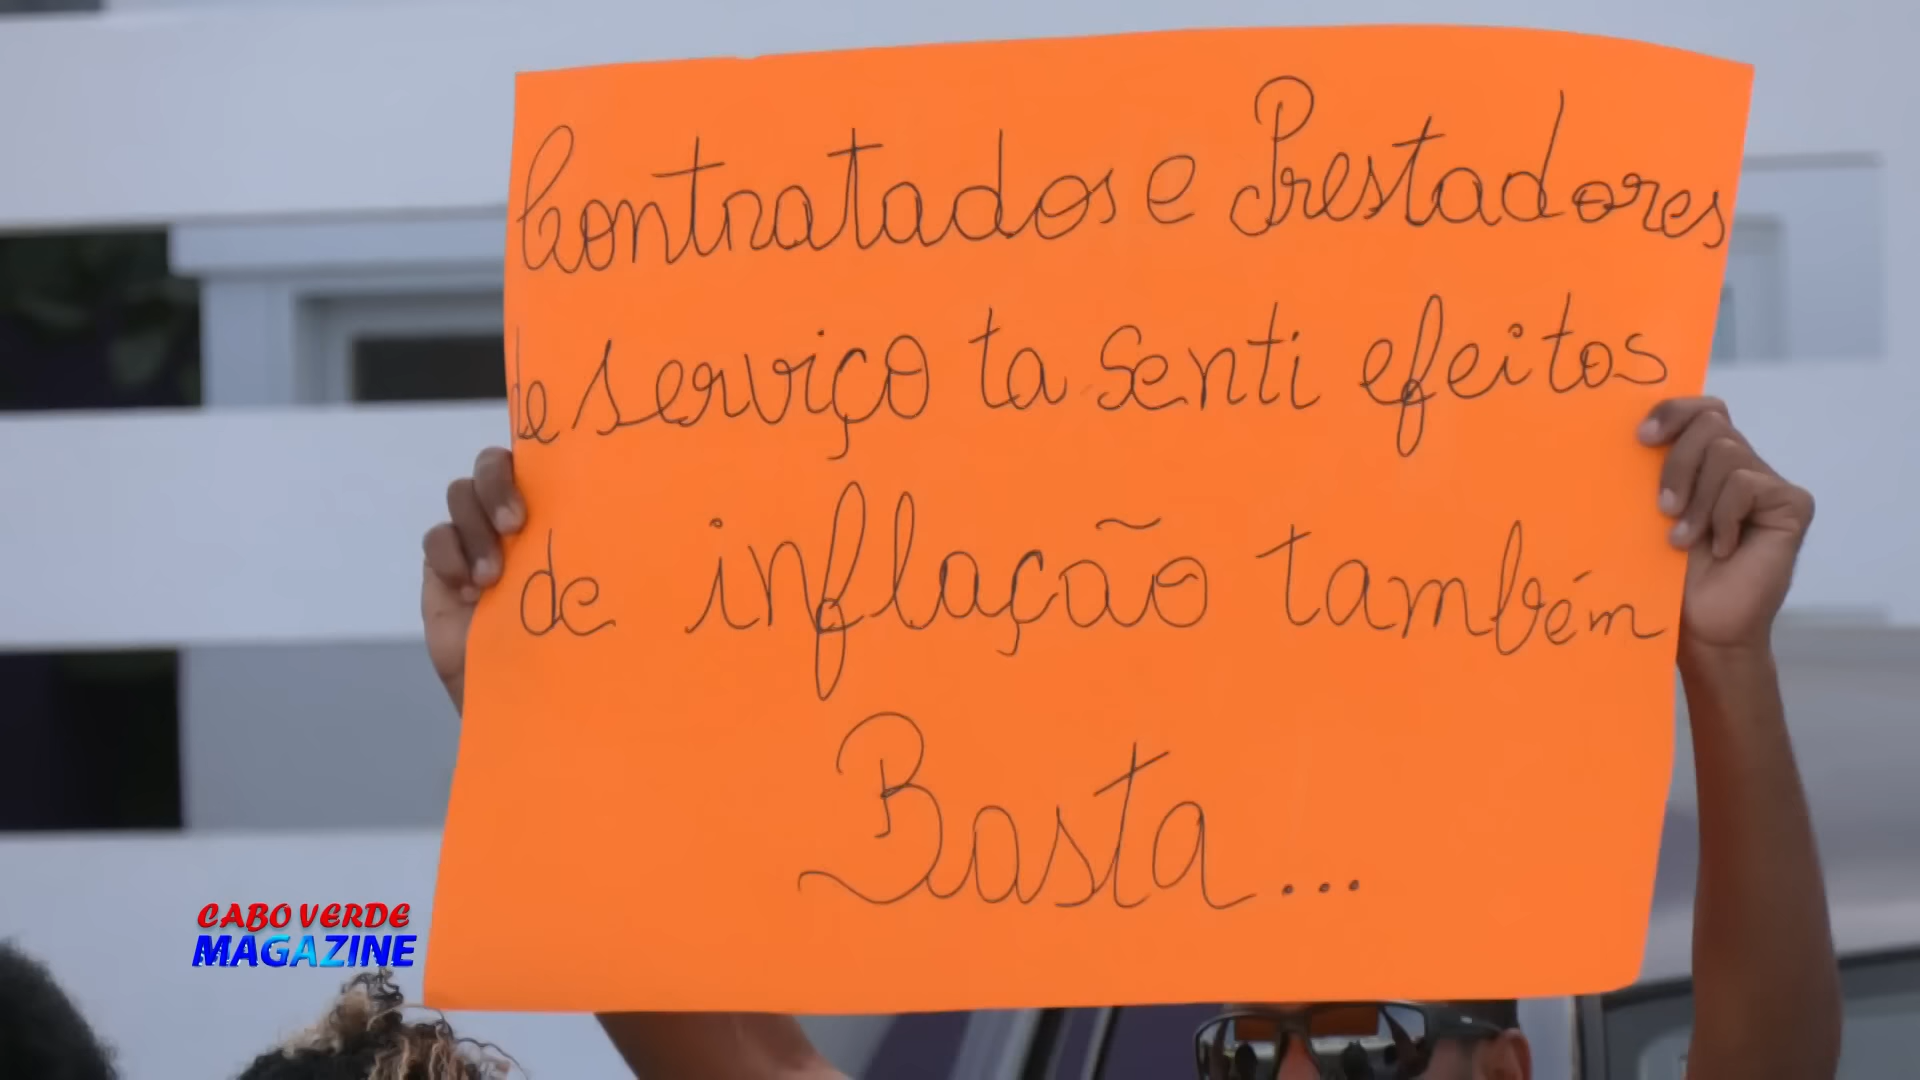 Contratados e Prestadores
de serviço ta senti efeitos
de inflação também
Basta...
CABO VERDE
MAGAZINE